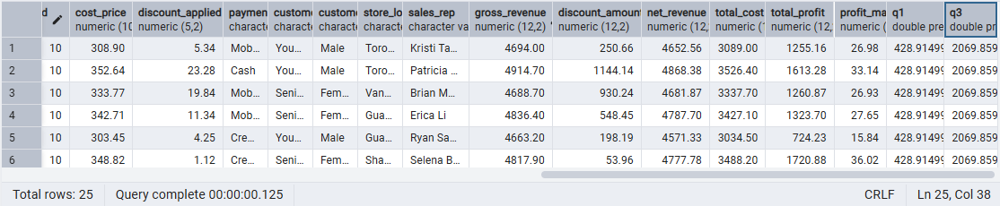 d cost_price discount_applied paymen custome custome store_lo sales_rep gross_revenue discount_amoun net_revenue total_cost total_profit profit_ma q1 q3
numeric (10 numeric (5,2) characte characte characte characte character va numeric (12,2) numeric (12,2) numeric (12,2) numeric (1 numeric (12, numeric (12 double pre double pr
1 10 308.90 5.34 Mob... You... Male Toro... Kristi Ta... 4694.00 250.66 4652.56 3089.00 1255.16 26.98 428.91499 2069.859
2 10 352.64 23.28 Cash You... Male Toro... Patricia ... 4914.70 1144.14 4868.38 3526.40 1613.28 33.14 428.91499 2069.859
3 10 333.77 19.84 Mob... Seni... Fem... Van... Brian M... 4688.70 930.24 4681.87 3337.70 1260.87 26.93 428.91499 2069.859
4 10 342.71 11.34 Mob... Seni... Fem... Gua... Erica Li 4836.40 548.45 4787.70 3427.10 1323.70 27.65 428.91499 2069.859
5 10 303.45 4.25 Cre... You... Male Gua... Ryan Sa... 4663.20 198.19 4571.33 3034.50 724.23 15.84 428.91499 2069.859
6 10 348.82 1.12 Cre... Seni... Fem... Sha... Selena B... 4817.90 53.96 4777.78 3488.20 1720.88 36.02 428.91499 2069.859
Total rows: 25 Query complete 00:00:00.125 CRLF Ln 25, Col 38